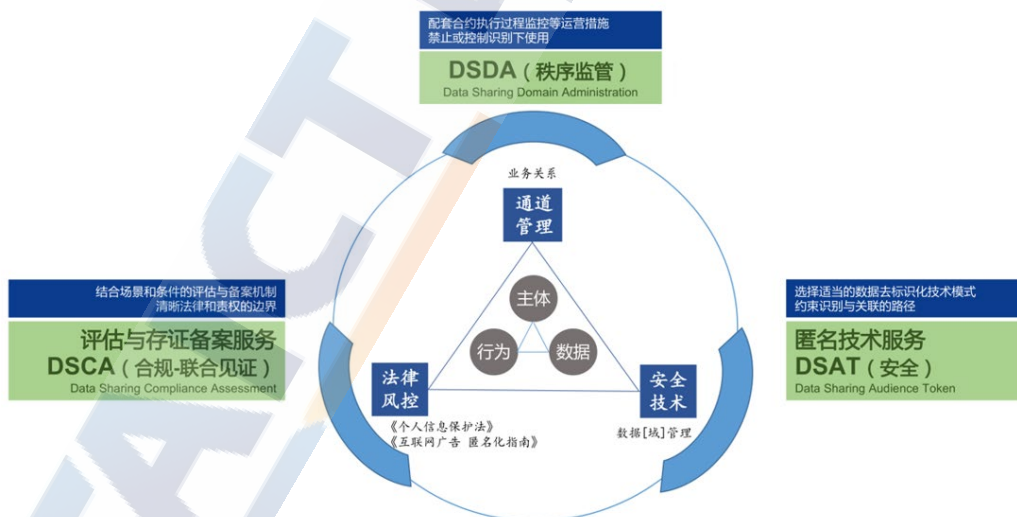 配套合约执行过程监控等运营措施
禁止或控制识别下使用
DSDA（秩序监管）
Data Sharing Domain Administration
业务关系
通道
管理
主体
行为
数据
结合场景和条件的评估与备案机制
清晰法律和责权的边界
评估与存证备案服务
DSCA（合规-联合见证）
Data Sharing Compliance Assessment
选择适当的数据去标识化技术模式
约束识别与关联的路径
匿名技术服务
DSAT（安全）
Data Sharing Audience Token
法律
风控
《个人信息保护法》
《互联网广告 匿名化指南》
安全
技术
数据[域]管理